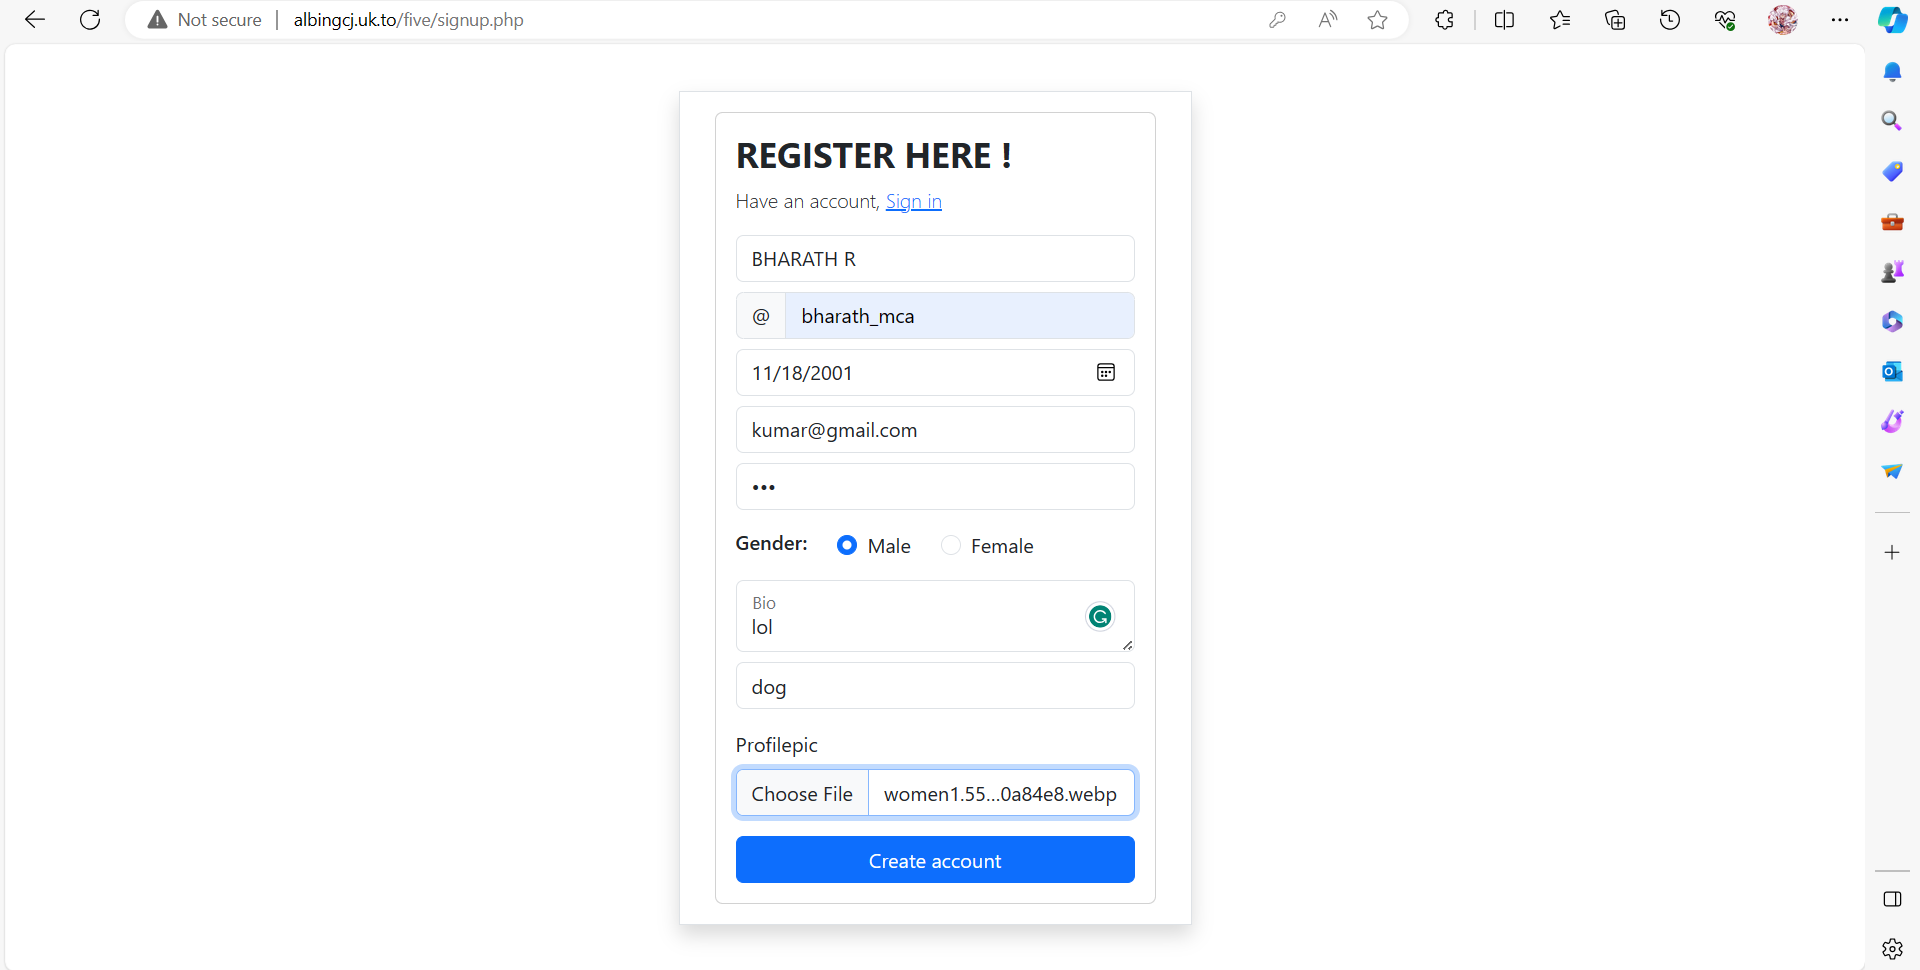 Not secure
albingcj.uk.to/five/signup.php
REGISTER HERE !
Have an account, Sign in
BHARATH R
@ bharath_mca
11/18/2001
kumar@gmail.com
•••
Gender: Male Female
Bio
lol
dog
Profilepic
Choose File women1.55...0a84e8.webp
Create account